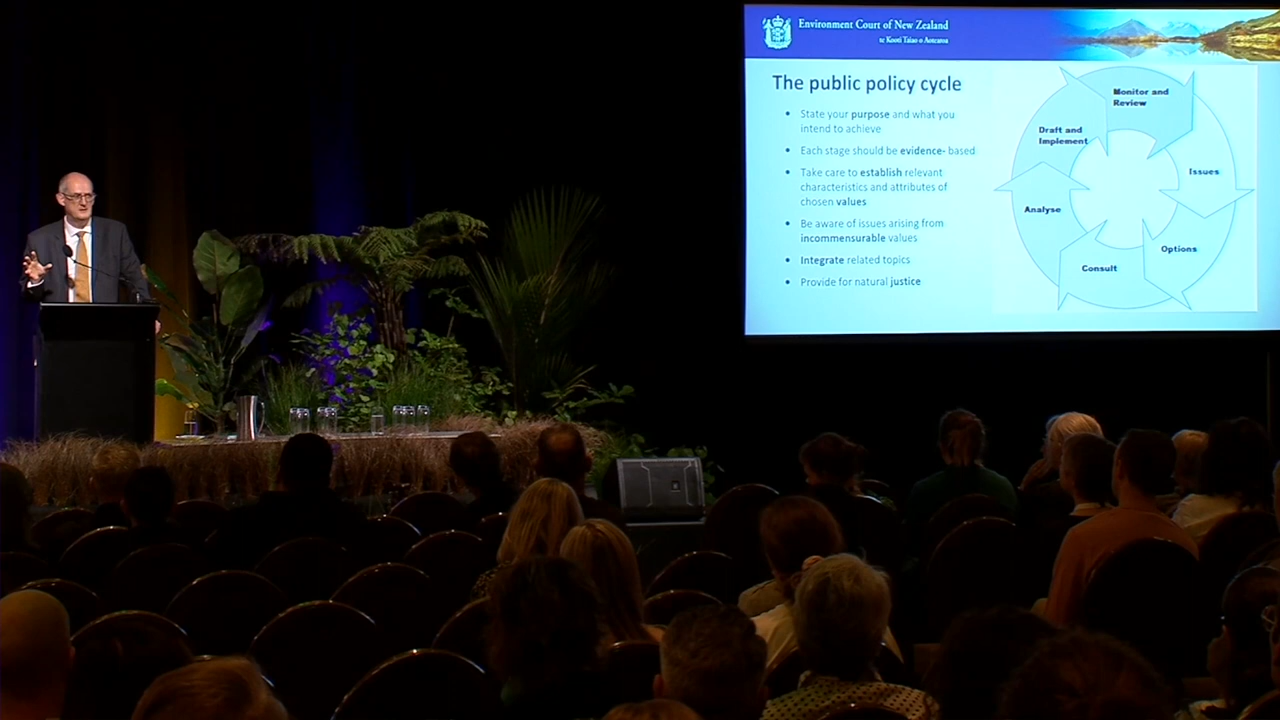 Environment Court of New Zealand
te Kooti Taiao o Aotearoa
The public policy cycle
• State your purpose and what you
intend to achieve
• Each stage should be evidence- based
• Take care to establish relevant
characteristics and attributes of
chosen values
• Be aware of issues arising from
incommensurable values
• Integrate related topics
• Provide for natural justice
Monitor and
Review
Issues
Options
Consult
Analyse
Draft and
Implement